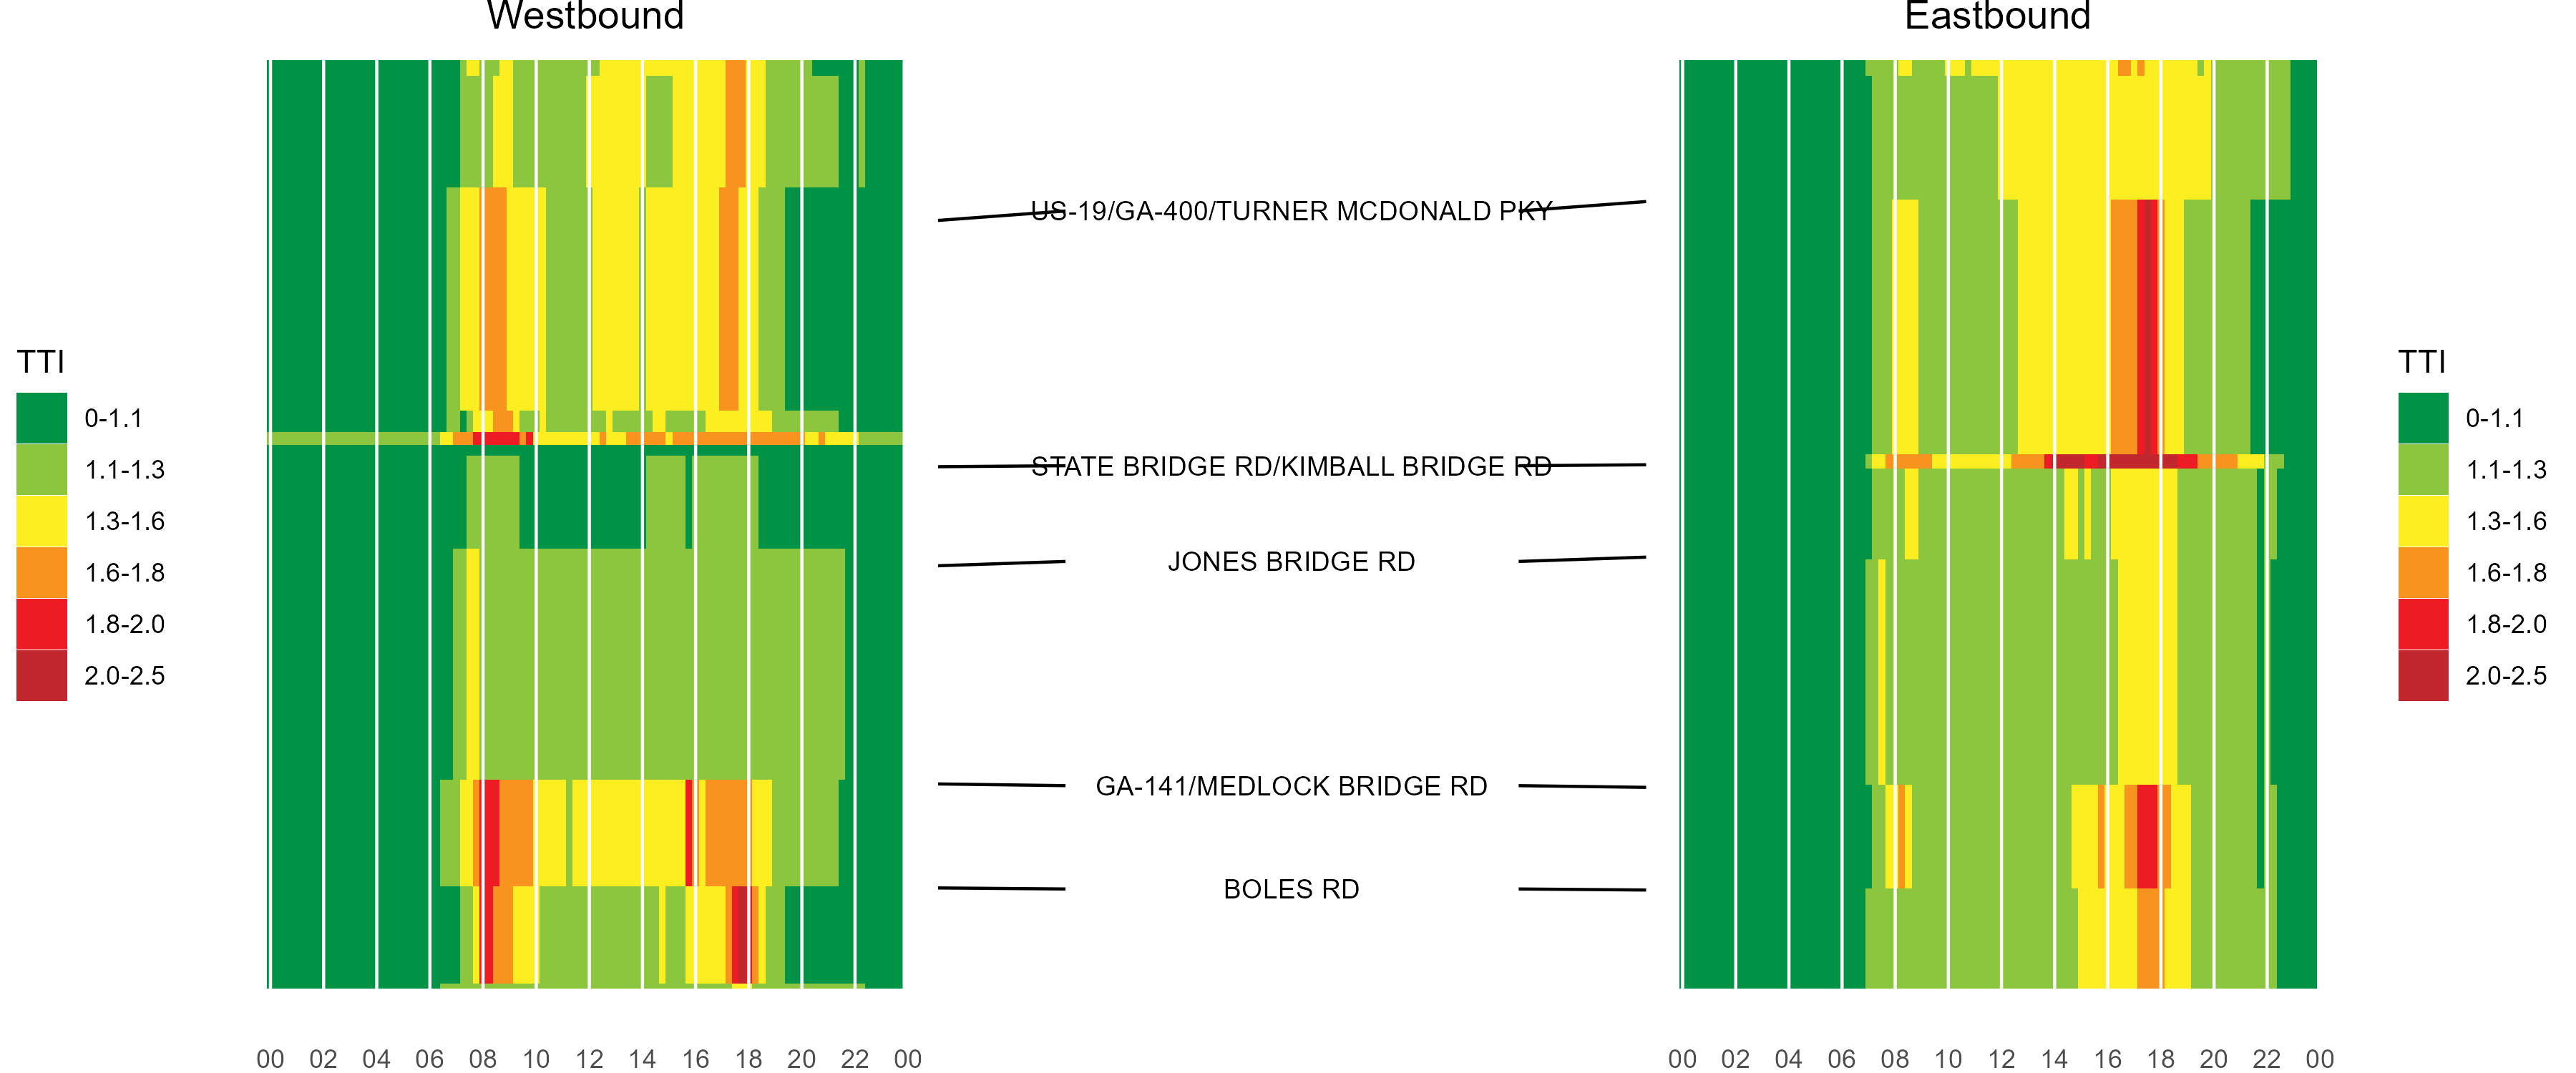 Westbound
Eastbound
US-19/GA-400/TURNER MCDONALD PKY
STATE BRIDGE RD/KIMBALL BRIDGE RD
JONES BRIDGE RD
GA-141/MEDLOCK BRIDGE RD
BOLES RD
TTI
0-1.1
1.1-1.3
1.3-1.6
1.6-1.8
1.8-2.0
2.0-2.5
TTI
0-1.1
1.1-1.3
1.3-1.6
1.6-1.8
1.8-2.0
2.0-2.5
00 02 04 06 08 10 12 14 16 18 20 22 00
00 02 04 06 08 10 12 14 16 18 20 22 00